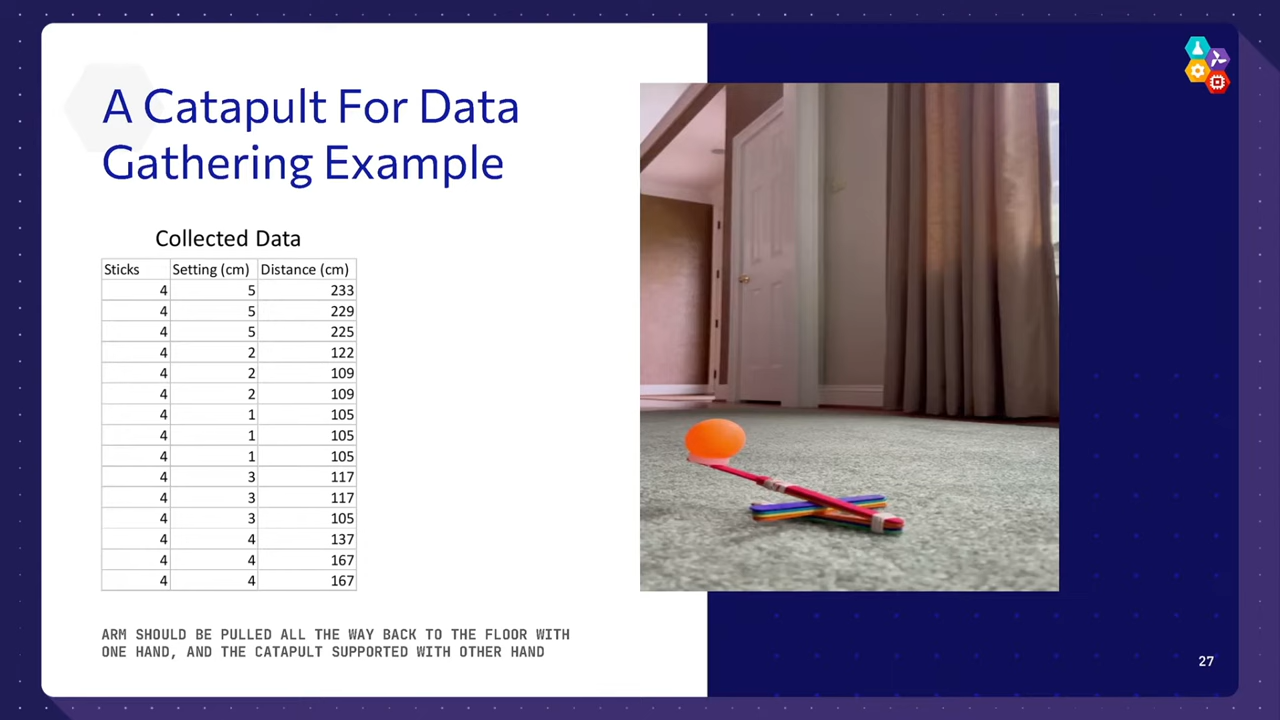 A Catapult For Data
Gathering Example
Collected Data
Sticks Setting (cm) Distance (cm)
4 5 233
4 5 229
4 5 225
4 2 122
4 2 109
4 2 109
4 1 105
4 1 105
4 1 105
4 3 117
4 3 117
4 3 105
4 4 137
4 4 167
4 4 167
ARM SHOULD BE PULLED ALL THE WAY BACK TO THE FLOOR WITH
ONE HAND, AND THE CATAPULT SUPPORTED WITH OTHER HAND
27